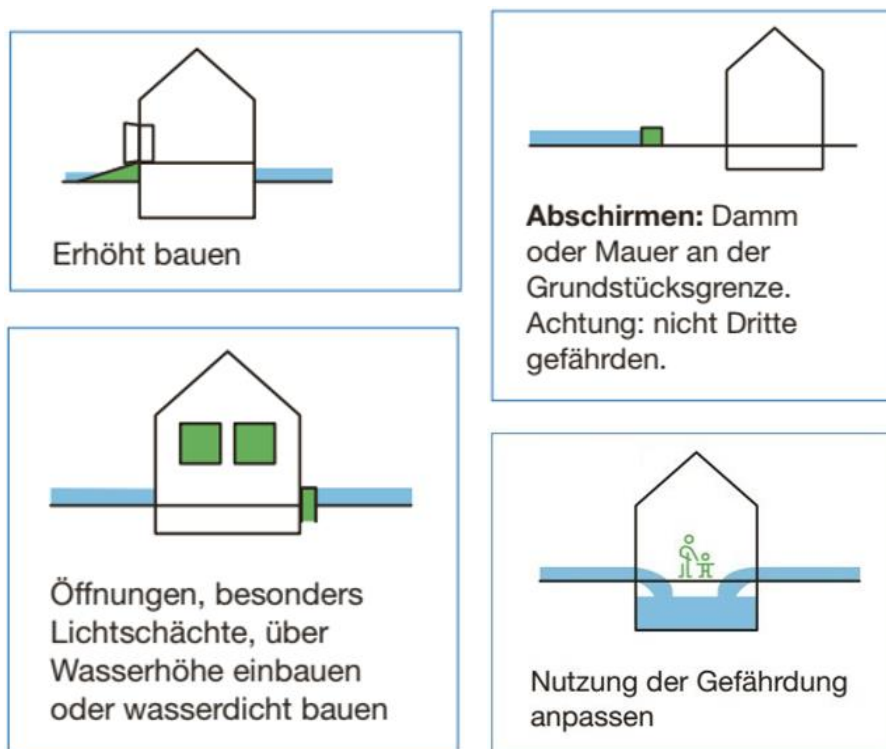 Erhöht bauen
Abschirmen: Damm
oder Mauer an der
Grundstücksgrenze.
Achtung: nicht Dritte
gefährden.
Öffnungen, besonders
Lichtschächte, über
Wasserhöhe einbauen
oder wasserdicht bauen
Nutzung der Gefährdung
anpassen